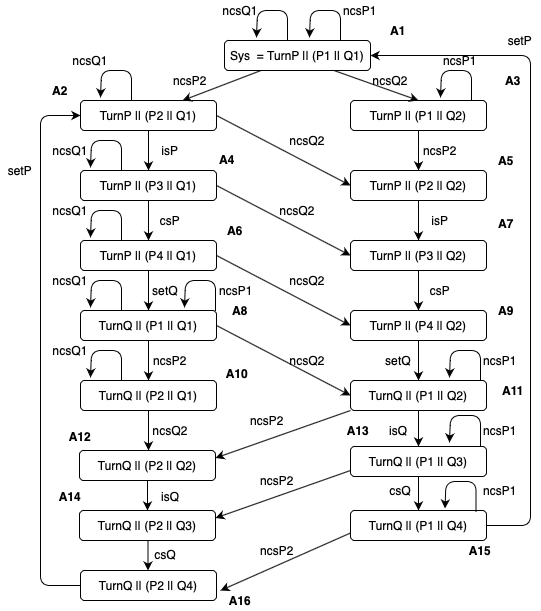 ncsQ1 ncsP1
A1
setP
Sys = TurnP || (P1 || Q1)
ncsQ1 ncsP2 ncsQ2 ncsP1
A2 A3
TurnP || (P2 || Q1) TurnP || (P1 || Q2)
ncsQ1 isP ncsQ2 ncsP2
A4 A5
setP
TurnP || (P3 || Q1) TurnP || (P2 || Q2)
ncsQ1 csP ncsQ2 isP
A6 A7
TurnP || (P4 || Q1) TurnP || (P3 || Q2)
ncsQ1 setQ ncsP1 ncsQ2 csP
A8 A9
TurnQ || (P1 || Q1) TurnP || (P4 || Q2)
ncsQ1 ncsP2 ncsQ2 setQ ncsP1
A10 A11
TurnQ || (P2 || Q1) TurnQ || (P1 || Q2)
ncsQ2 ncsP2 isQ ncsP1
A12 A13
TurnQ || (P2 || Q2) TurnQ || (P1 || Q3)
isQ ncsP2 csQ ncsP1
A14
TurnQ || (P2 || Q3) TurnQ || (P1 || Q4)
csQ ncsP2 A15
TurnQ || (P2 || Q4)
A16